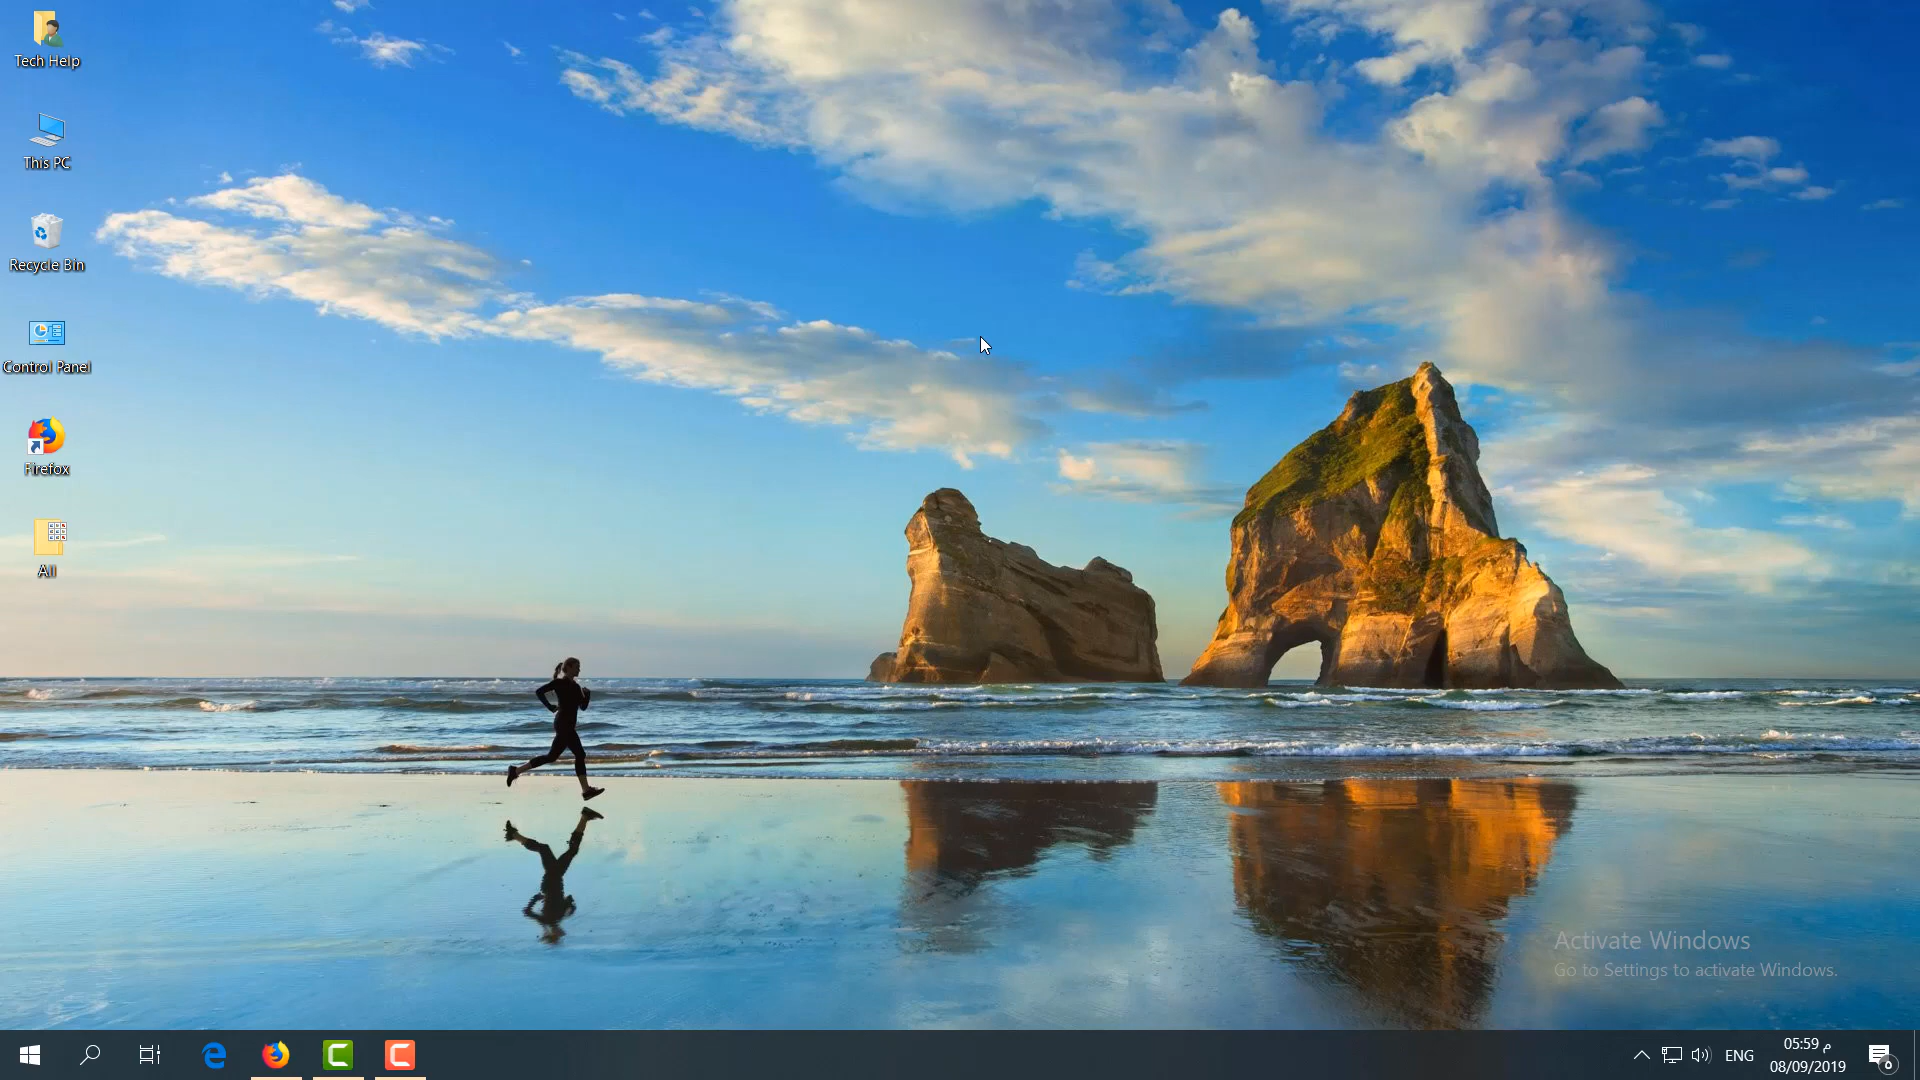 Tech Help
This PC
Recycle Bin
Control Panel
Firefox
All
Activate Windows
Go to Settings to activate Windows.
ENG
05:59 م
08/09/2019